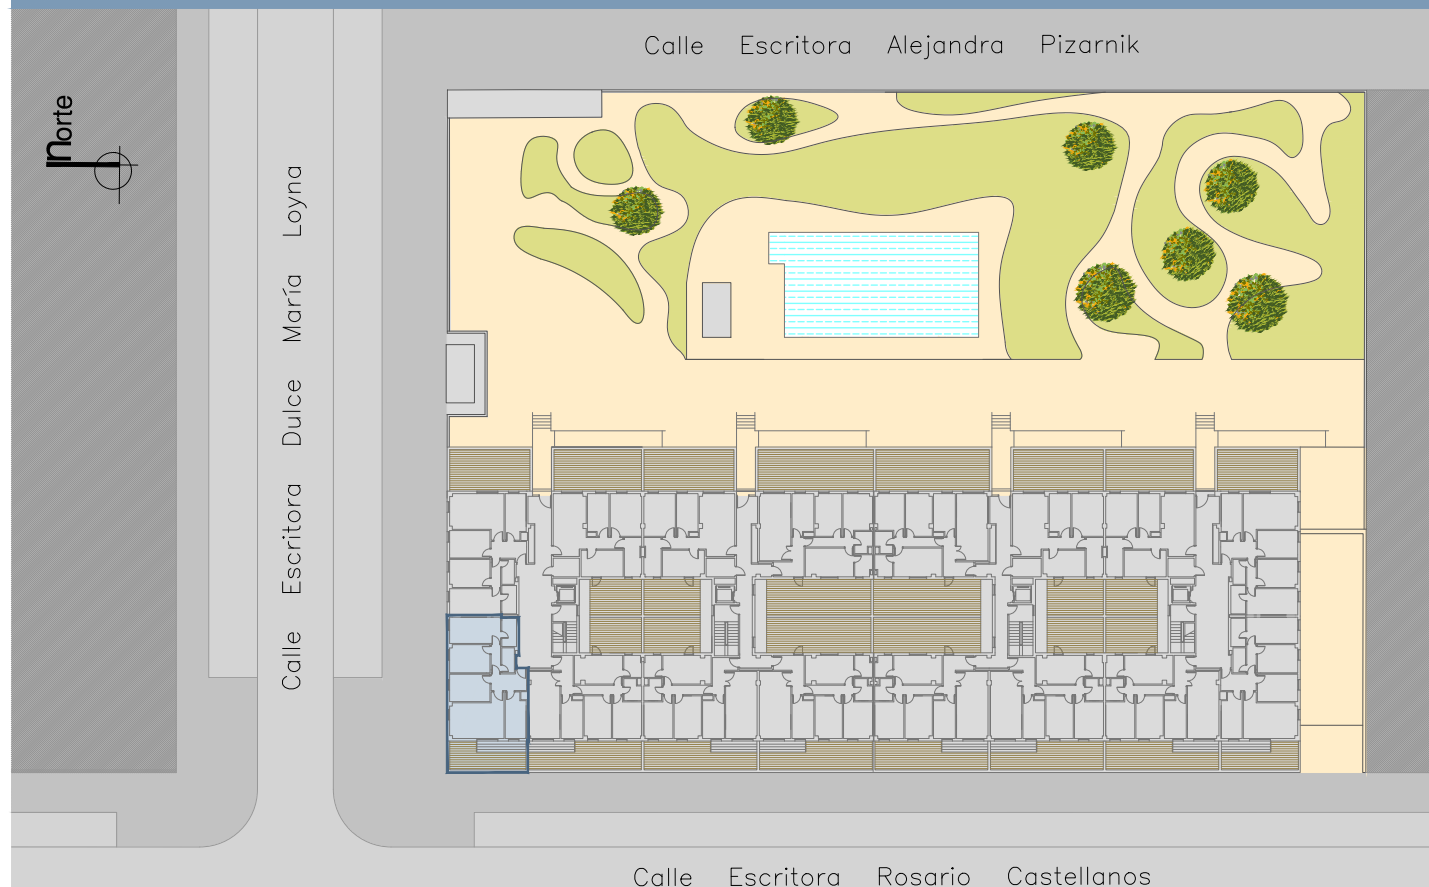 Calle Escritora Alejandra Pizarnik
norte
Calle Escritora Dulce María Loyna
Calle Escritora Rosario Castellanos